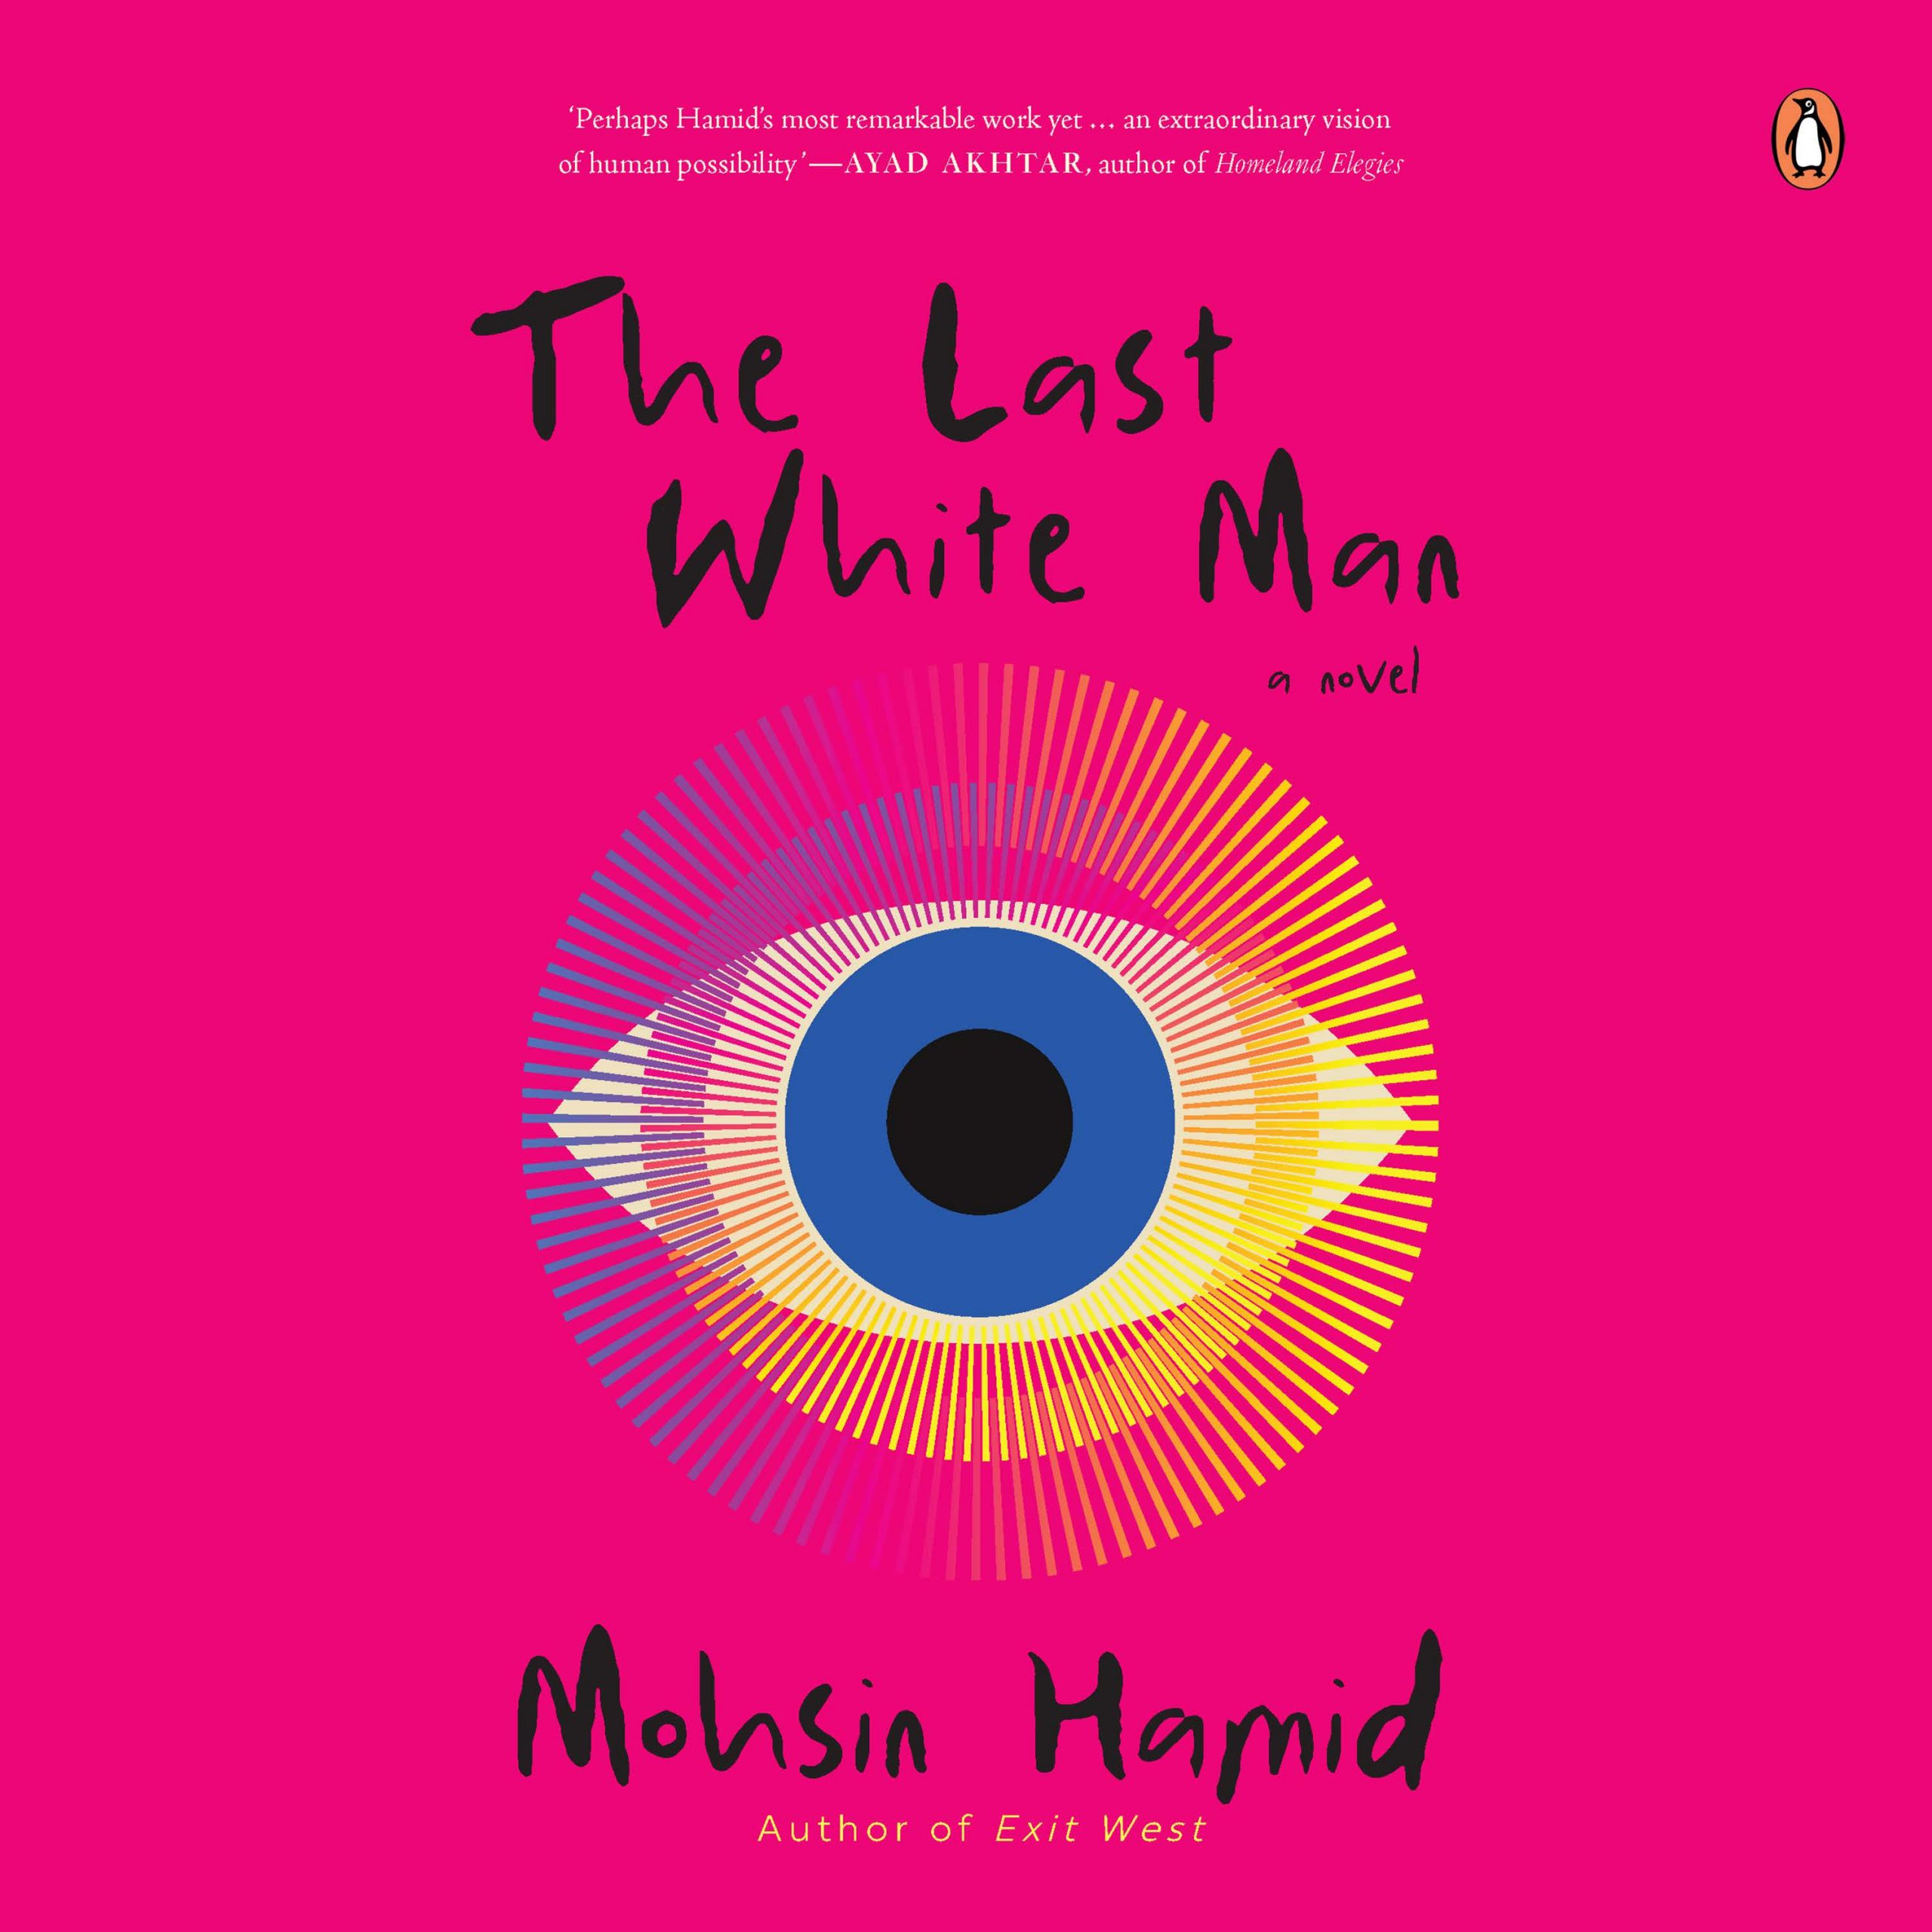 ‘Perhaps Hamid’s most remarkable work yet ... an extraordinary vision
of human possibility’—AYAD AKHTAR, author of Homeland Elegies
The Last
White Man
a novel
Mohsin Hamid
Author of Exit West